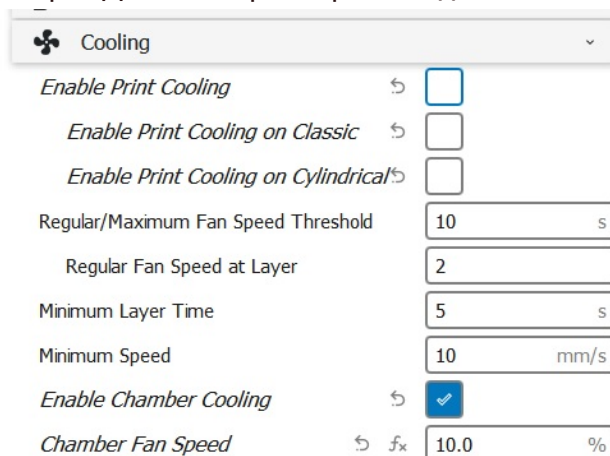 Cooling
Enable Print Cooling
Enable Print Cooling on Classic
Enable Print Cooling on Cylindrical
Regular/Maximum Fan Speed Threshold 10 s
Regular Fan Speed at Layer 2
Minimum Layer Time 5 s
Minimum Speed 10 mm/s
Enable Chamber Cooling
Chamber Fan Speed fx 10.0 %